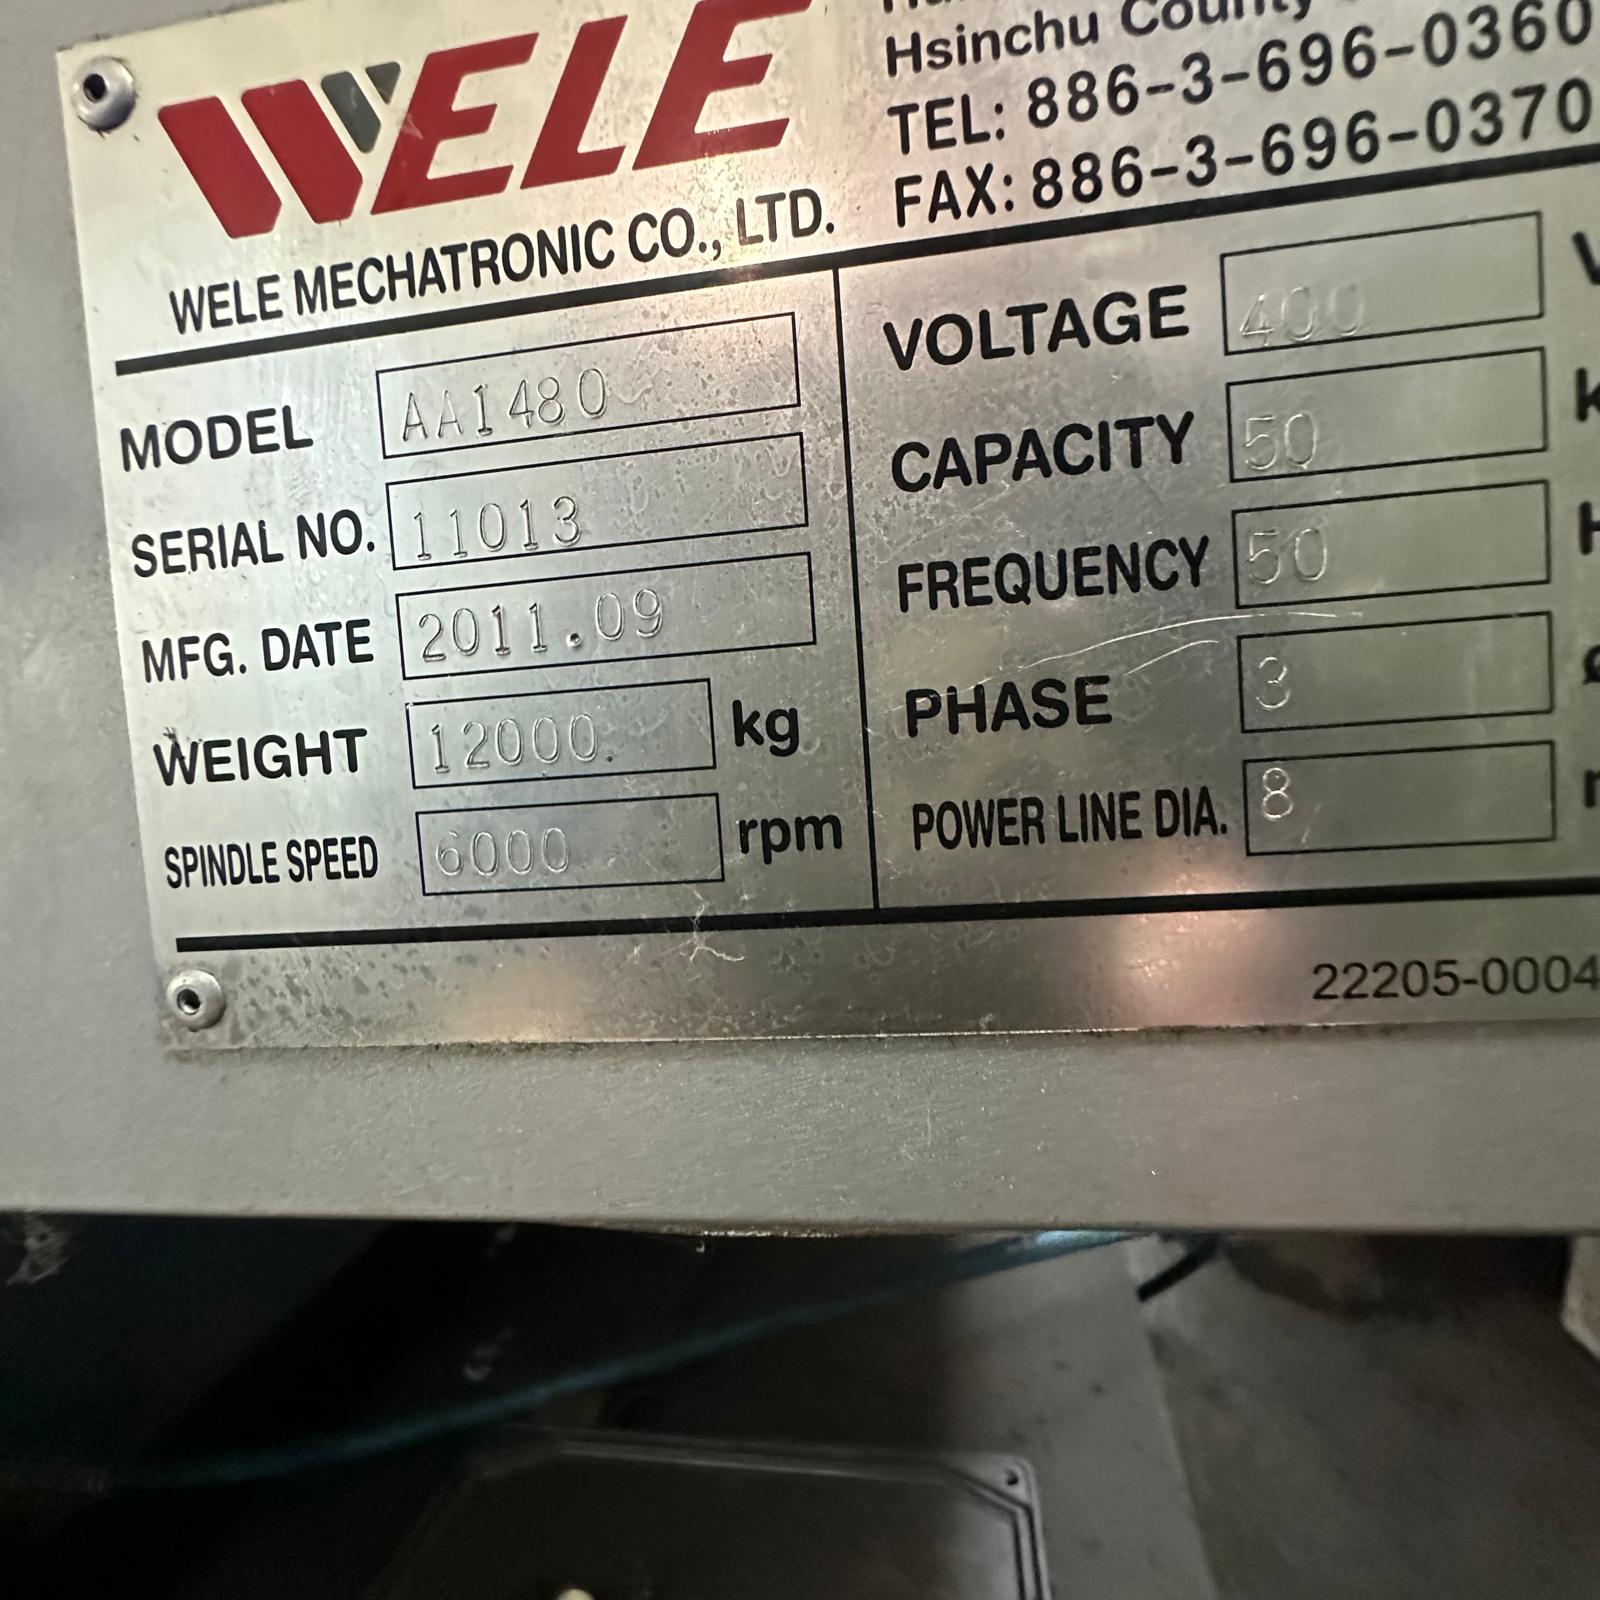 WELE
WELE MECHATRONIC CO., LTD.
Hsinchu County
TEL: 886-3-696-0360
FAX: 886-3-696-0370
MODEL AA1480
SERIAL NO. 11013
MFG. DATE 2011.09
WEIGHT 12000. kg
SPINDLE SPEED 6000 rpm
VOLTAGE 400 V
CAPACITY 50
FREQUENCY 50
PHASE 3
POWER LINE DIA. 8
22205-0004